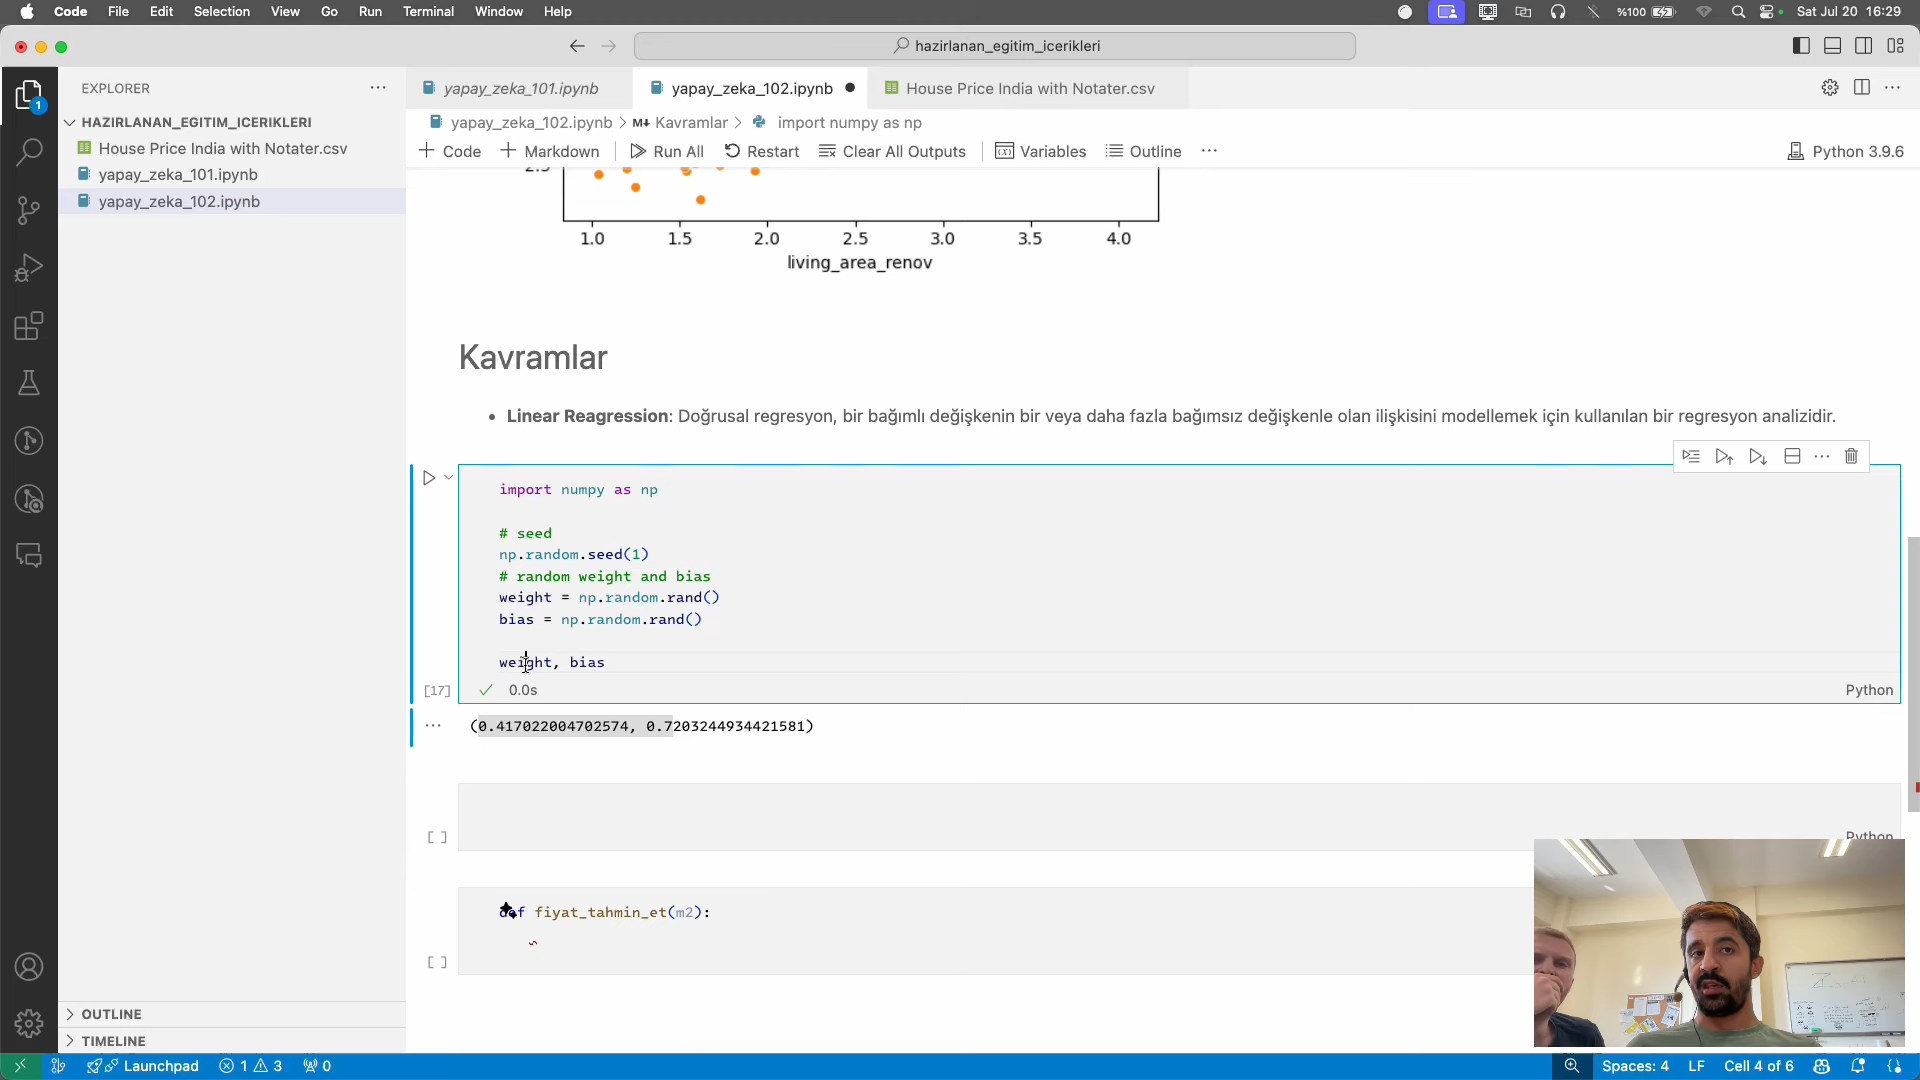 Code File Edit Selection View Go Run Terminal Window Help
%100 Sat Jul 20 16:29
hazirlanan_egitim_icerikleri
EXPLORER
HAZIRLANAN_EGITIM_ICERIKLERI
House Price India with Notater.csv
yapay_zeka_101.ipynb
yapay_zeka_102.ipynb
OUTLINE
TIMELINE
yapay_zeka_101.ipynb yapay_zeka_102.ipynb House Price India with Notater.csv
yapay_zeka_102.ipynb > M↓ Kavramlar > import numpy as np
+ Code + Markdown Run All Restart Clear All Outputs Variables Outline ... Python 3.9.6
2.5
1.0 1.5 2.0 2.5 3.0 3.5 4.0
living_area_renov
Kavramlar
• Linear Reagression: Doğrusal regresyon, bir bağımlı değişkenin bir veya daha fazla bağımsız değişkenle olan ilişkisini modellemek için kullanılan bir regresyon analizidir.
import numpy as np
# seed
np.random.seed(1)
# random weight and bias
weight = np.random.rand()
bias = np.random.rand()
weight, bias
[17] 0.0s Python
(0.417022004702574, 0.7203244934421581)
[ ] Python
def fiyat_tahmin_et(m2):
[ ]
1
Launchpad 1 3 0 Spaces: 4 LF Cell 4 of 6